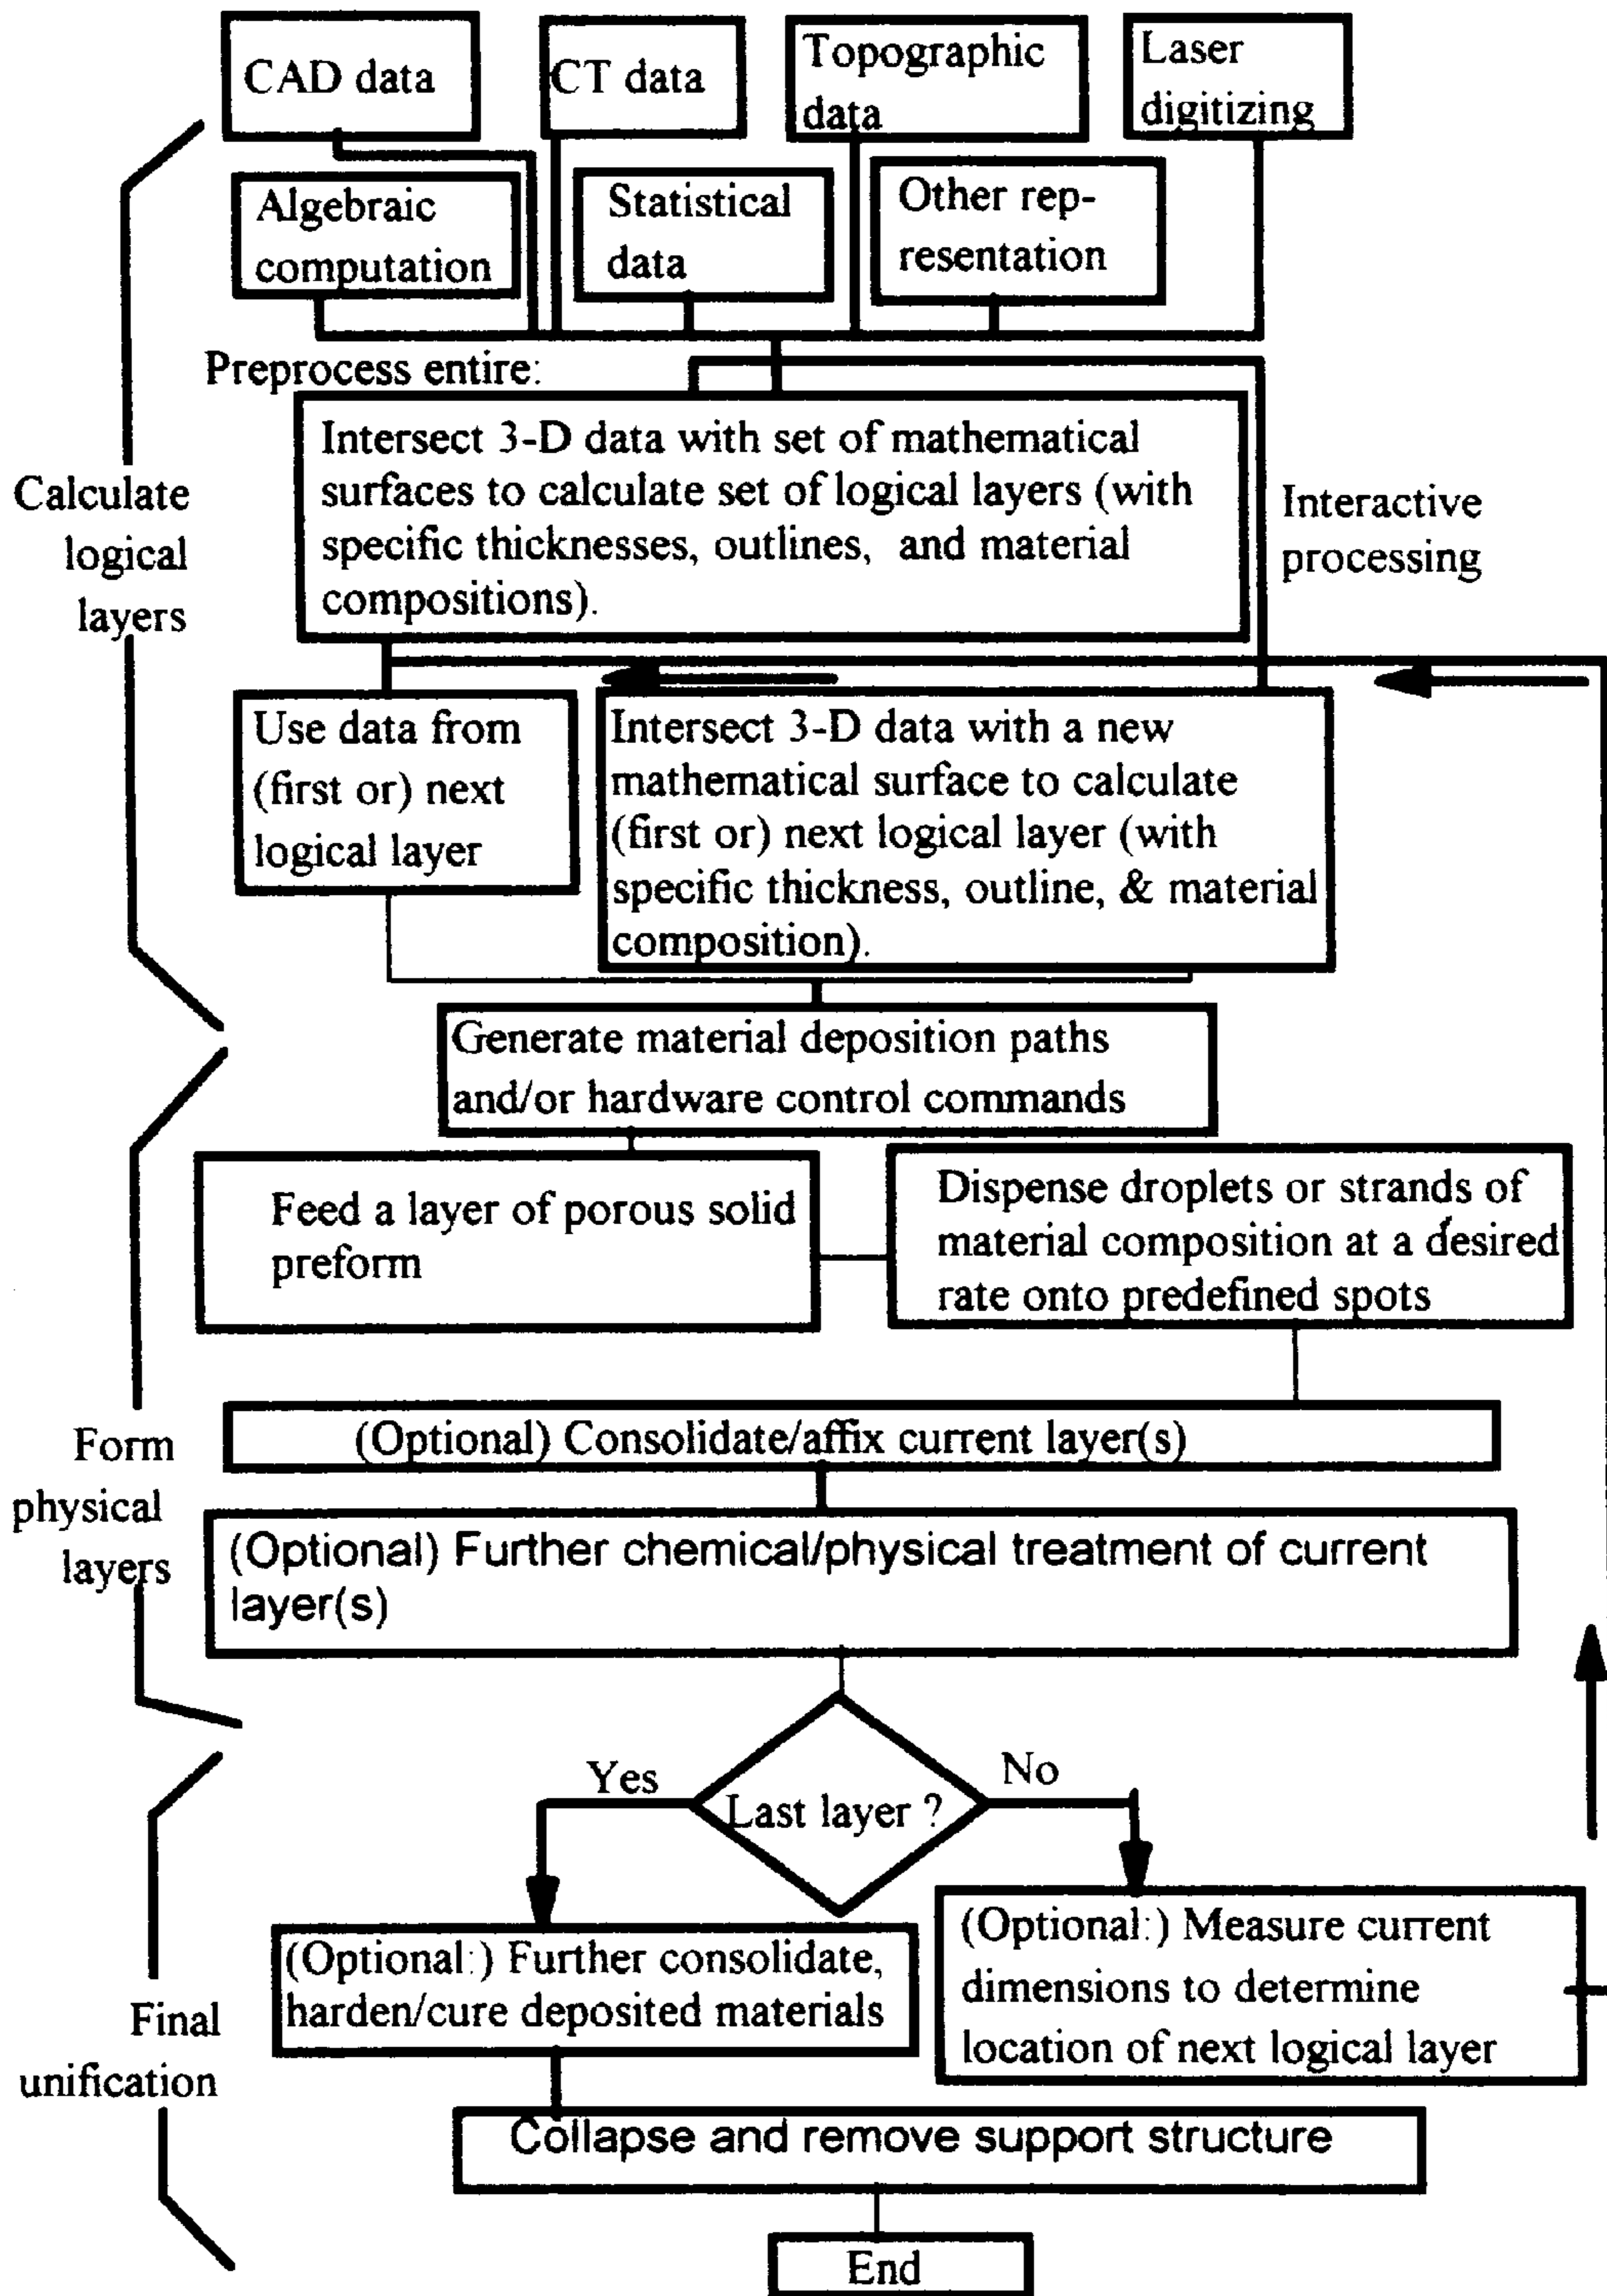 CAD data
CT data
Topographic
data
Laser
digitizing
Algebraic
computation
Statistical
data
Other rep-
resentation
Preprocess entire:
Intersect 3-D data with set of mathematical
surfaces to calculate set of logical layers (with
specific thicknesses, outlines, and material
compositions).
Calculate
logical
layers
Interactive
processing
Use data from
(first or) next
logical layer
Intersect 3-D data with a new
mathematical surface to calculate
(first or) next logical layer (with
specific thickness, outline, & material
composition).
Generate material deposition paths
and/or hardware control commands
Feed a layer of porous solid
preform
Dispense droplets or strands of
material composition at a desired
rate onto predefined spots
(Optional) Consolidate/affix current layer(s)
Form
physical
layers
(Optional) Further chemical/physical treatment of current
layer(s)
Yes
No
Last layer ?
(Optional:) Further consolidate,
harden/cure deposited materials
(Optional:) Measure current
dimensions to determine
location of next logical layer
Final
unification
Collapse and remove support structure
End